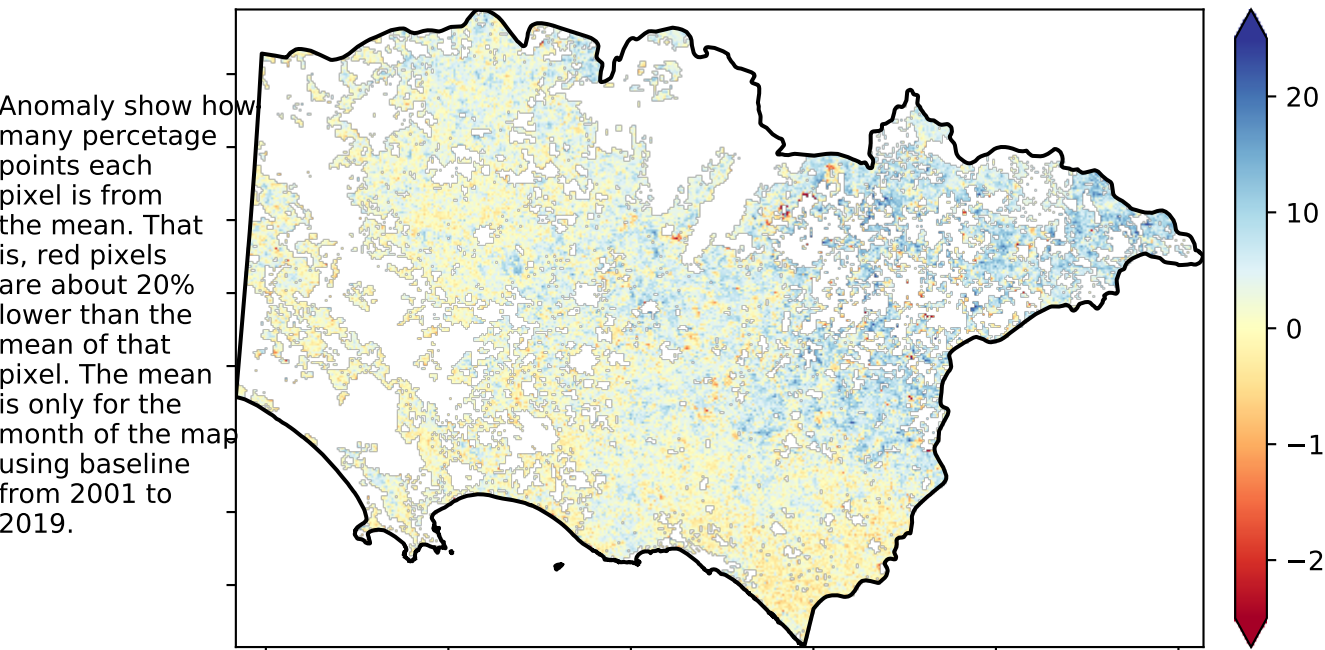 Anomaly show how
many percetage
points each
pixel is from
the mean. That
is, red pixels
are about 20%
lower than the
mean of that
pixel. The mean
is only for the
month of the map
using baseline
from 2001 to
2019.
20
10
0
−1
−2